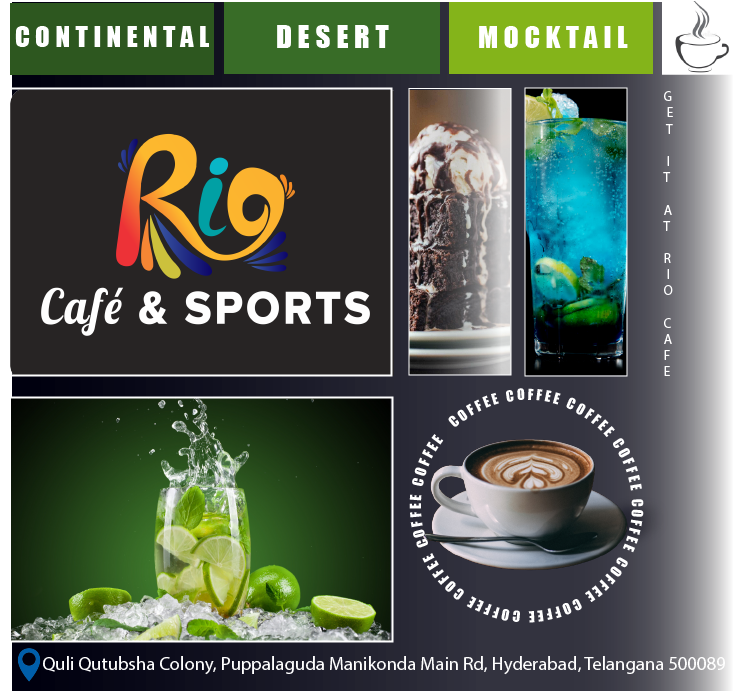 CONTINENTAL
DESERT
MOCKTAIL
Rio
Café & SPORTS
GET IT AT RIO CAFE
COFFEE COFFEE COFFEE COFFEE COFFEE COFFEE COFFEE COFFEE COFFEE COFFEE COFFEE
Quli Qutubsha Colony, Puppalaguda Manikonda Main Rd, Hyderabad, Telangana 500089